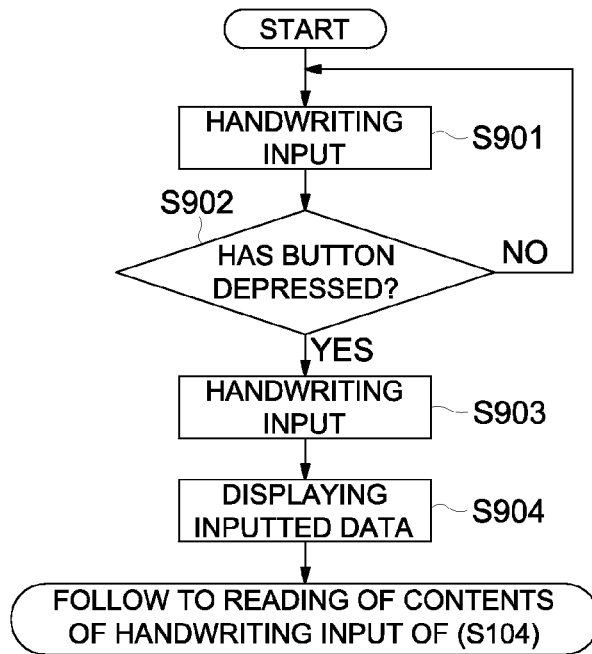 START
HANDWRITING
INPUT
S901
S902
HAS BUTTON
DEPRESSED?
NO
YES
HANDWRITING
INPUT
S903
DISPLAYING
INPUTTED DATA
S904
FOLLOW TO READING OF CONTENTS
OF HANDWRITING INPUT OF (S104)